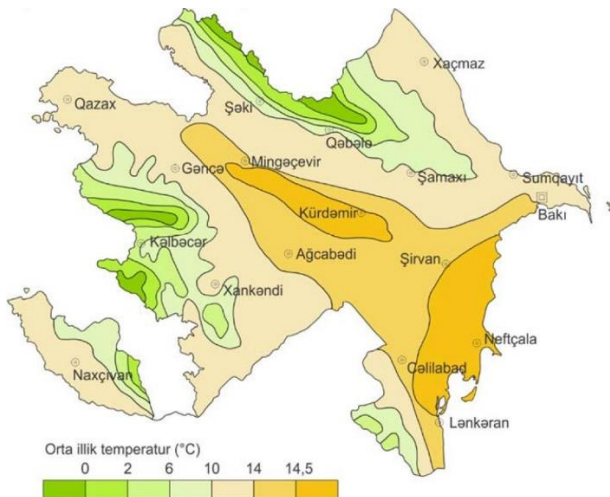 Xaçmaz
Qazax
Şəki
Qəbələ
Gəncə
Mingəçevir
Şamaxı
Sumqayıt
Bakı
Kürdəmir
Kəlbəcər
Ağcabədi
Şirvan
Xankəndi
Neftçala
Naxçıvan
Cəlilabad
Lənkəran
Orta illik temperatur (°C)
0 2 6 10 14 14,5